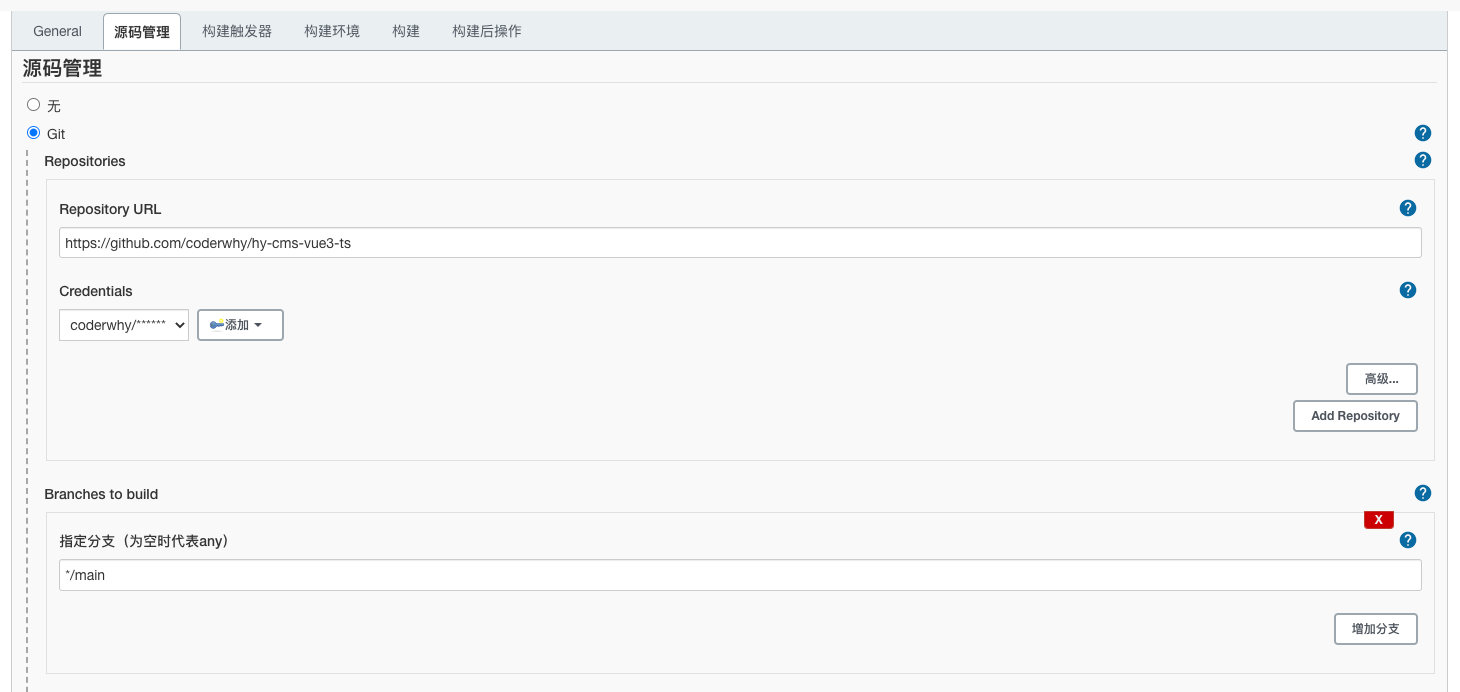 General 源码管理 构建触发器 构建环境 构建 构建后操作
源码管理
无
Git
?
Repositories
?
Repository URL
?
https://github.com/coderwhy/hy-cms-vue3-ts
Credentials
?
coderwhy/****** 添加
高级...
Add Repository
Branches to build
?
X
指定分支（为空时代表any）
?
*/main
增加分支